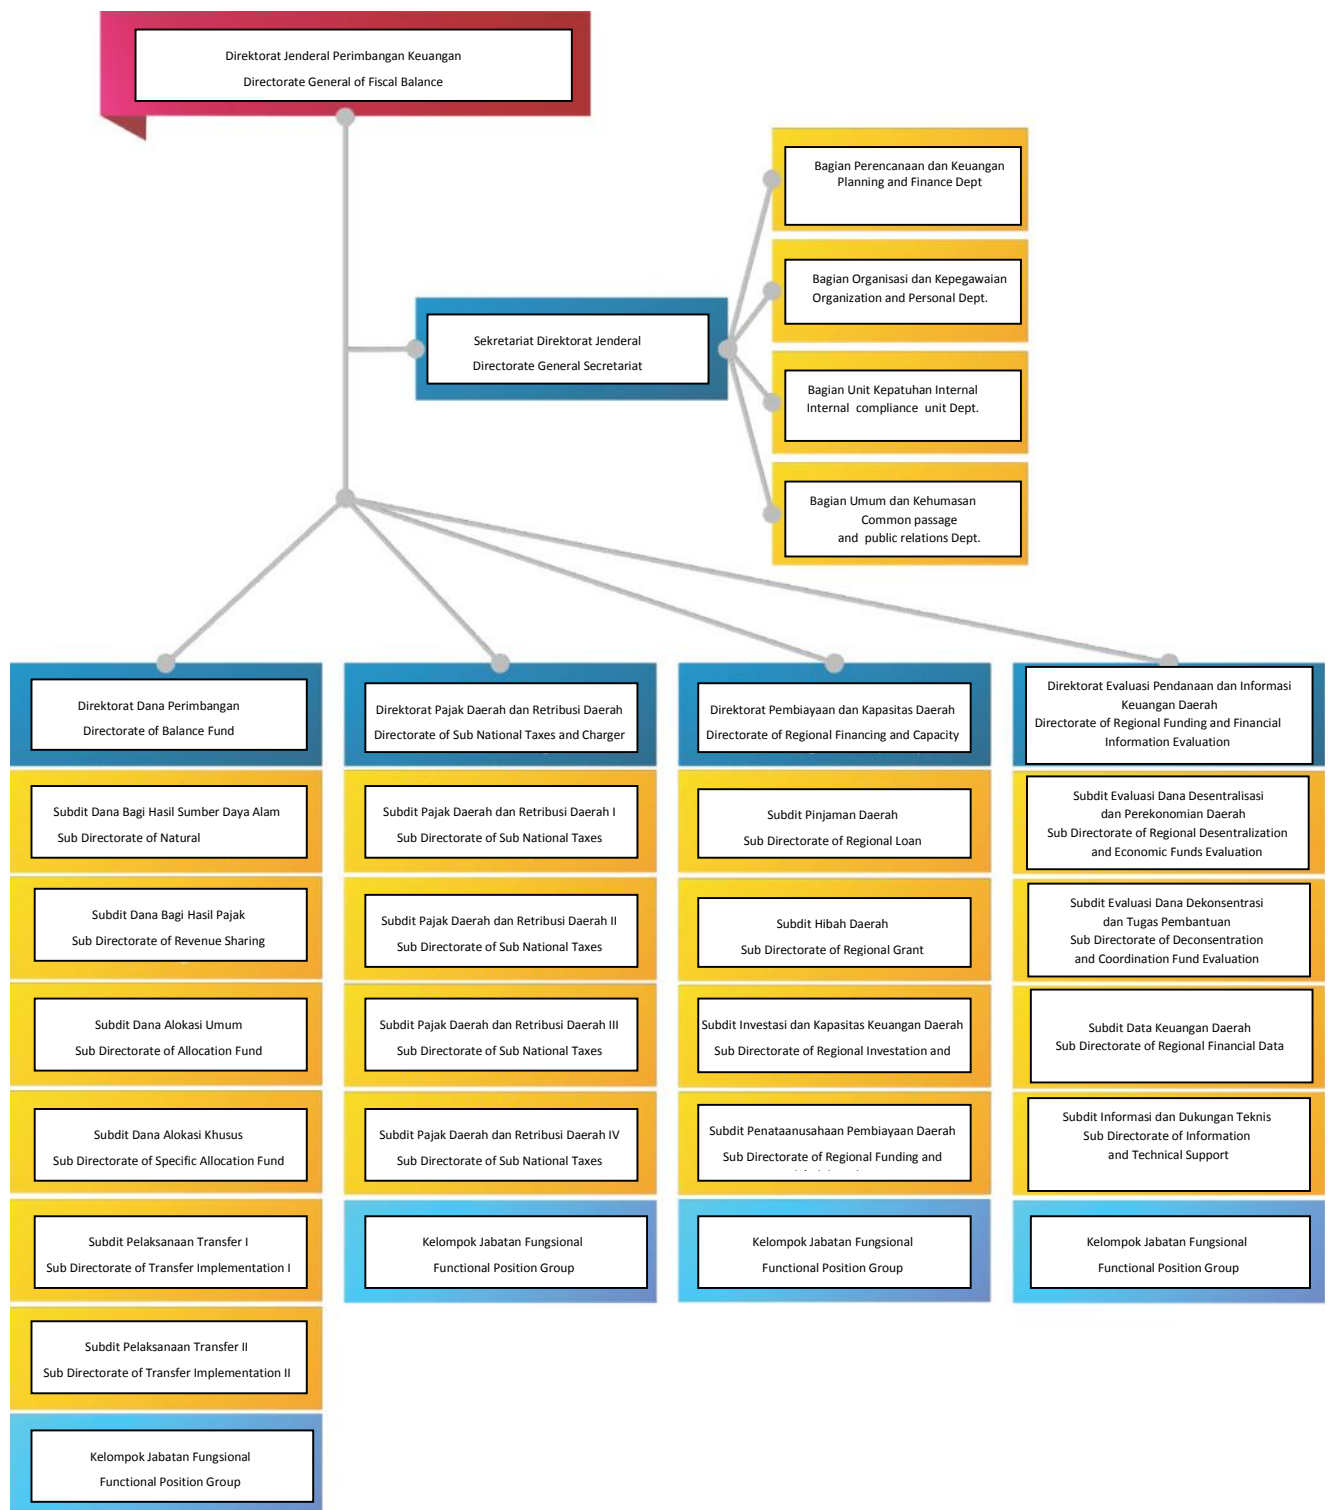 Direktorat Jenderal Perimbangan Keuangan
Directorate General of Fiscal Balance
Bagian Perencanaan dan Keuangan
Planning and Finance Dept
Bagian Organisasi dan Kepegawaian
Organization and Personal Dept.
Sekretariat Direktorat Jenderal
Directorate General Secretariat
Bagian Unit Kepatuhan Internal
Internal compliance unit Dept.
Bagian Umum dan Kehumasan
Common passage
and public relations Dept.
Direktorat Dana Perimbangan
Directorate of Balance Fund
Subdit Dana Bagi Hasil Sumber Daya Alam
Sub Directorate of Natural
Subdit Dana Bagi Hasil Pajak
Sub Directorate of Revenue Sharing
Subdit Dana Alokasi Umum
Sub Directorate of Allocation Fund
Subdit Dana Alokasi Khusus
Sub Directorate of Specific Allocation Fund
Subdit Pelaksanaan Transfer I
Sub Directorate of Transfer Implementation I
Subdit Pelaksanaan Transfer II
Sub Directorate of Transfer Implementation II
Kelompok Jabatan Fungsional
Functional Position Group
Direktorat Pajak Daerah dan Retribusi Daerah
Directorate of Sub National Taxes and Charger
Subdit Pajak Daerah dan Retribusi Daerah I
Sub Directorate of Sub National Taxes
Subdit Pajak Daerah dan Retribusi Daerah II
Sub Directorate of Sub National Taxes
Subdit Pajak Daerah dan Retribusi Daerah III
Sub Directorate of Sub National Taxes
Subdit Pajak Daerah dan Retribusi Daerah IV
Sub Directorate of Sub National Taxes
Kelompok Jabatan Fungsional
Functional Position Group
Direktorat Pembiayaan dan Kapasitas Daerah
Directorate of Regional Financing and Capacity
Subdit Pinjaman Daerah
Sub Directorate of Regional Loan
Subdit Hibah Daerah
Sub Directorate of Regional Grant
Subdit Investasi dan Kapasitas Keuangan Daerah
Sub Directorate of Regional Investation and
Subdit Penataanusahaan Pembiayaan Daerah
Sub Directorate of Regional Funding and
Kelompok Jabatan Fungsional
Functional Position Group
Direktorat Evaluasi Pendanaan dan Informasi
Keuangan Daerah
Directorate of Regional Funding and Financial
Information Evaluation
Subdit Evaluasi Dana Desentralisasi
dan Perekonomian Daerah
Sub Directorate of Regional Desentralization
and Economic Funds Evaluation
Subdit Evaluasi Dana Dekonsentrasi
dan Tugas Pembantuan
Sub Directorate of Deconsentration
and Coordination Fund Evaluation
Subdit Data Keuangan Daerah
Sub Directorate of Regional Financial Data
Subdit Informasi dan Dukungan Teknis
Sub Directorate of Information
and Technical Support
Kelompok Jabatan Fungsional
Functional Position Group